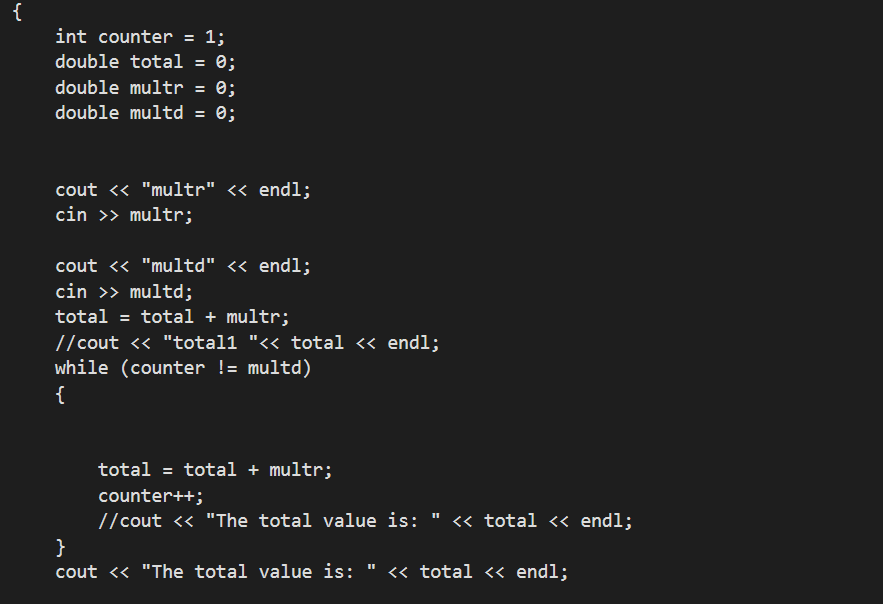 {
int counter = 1;
double total = 0;
double multr = 0;
double multd = 0;
cout << "multr" << endl;
cin >> multr;
cout << "multd" << endl;
cin >> multd;
total = total + multr;
//cout << "total1 "<< total << endl;
while (counter != multd)
{
total = total + multr;
counter++;
//cout << "The total value is: " << total << endl;
}
cout << "The total value is: " << total << endl;